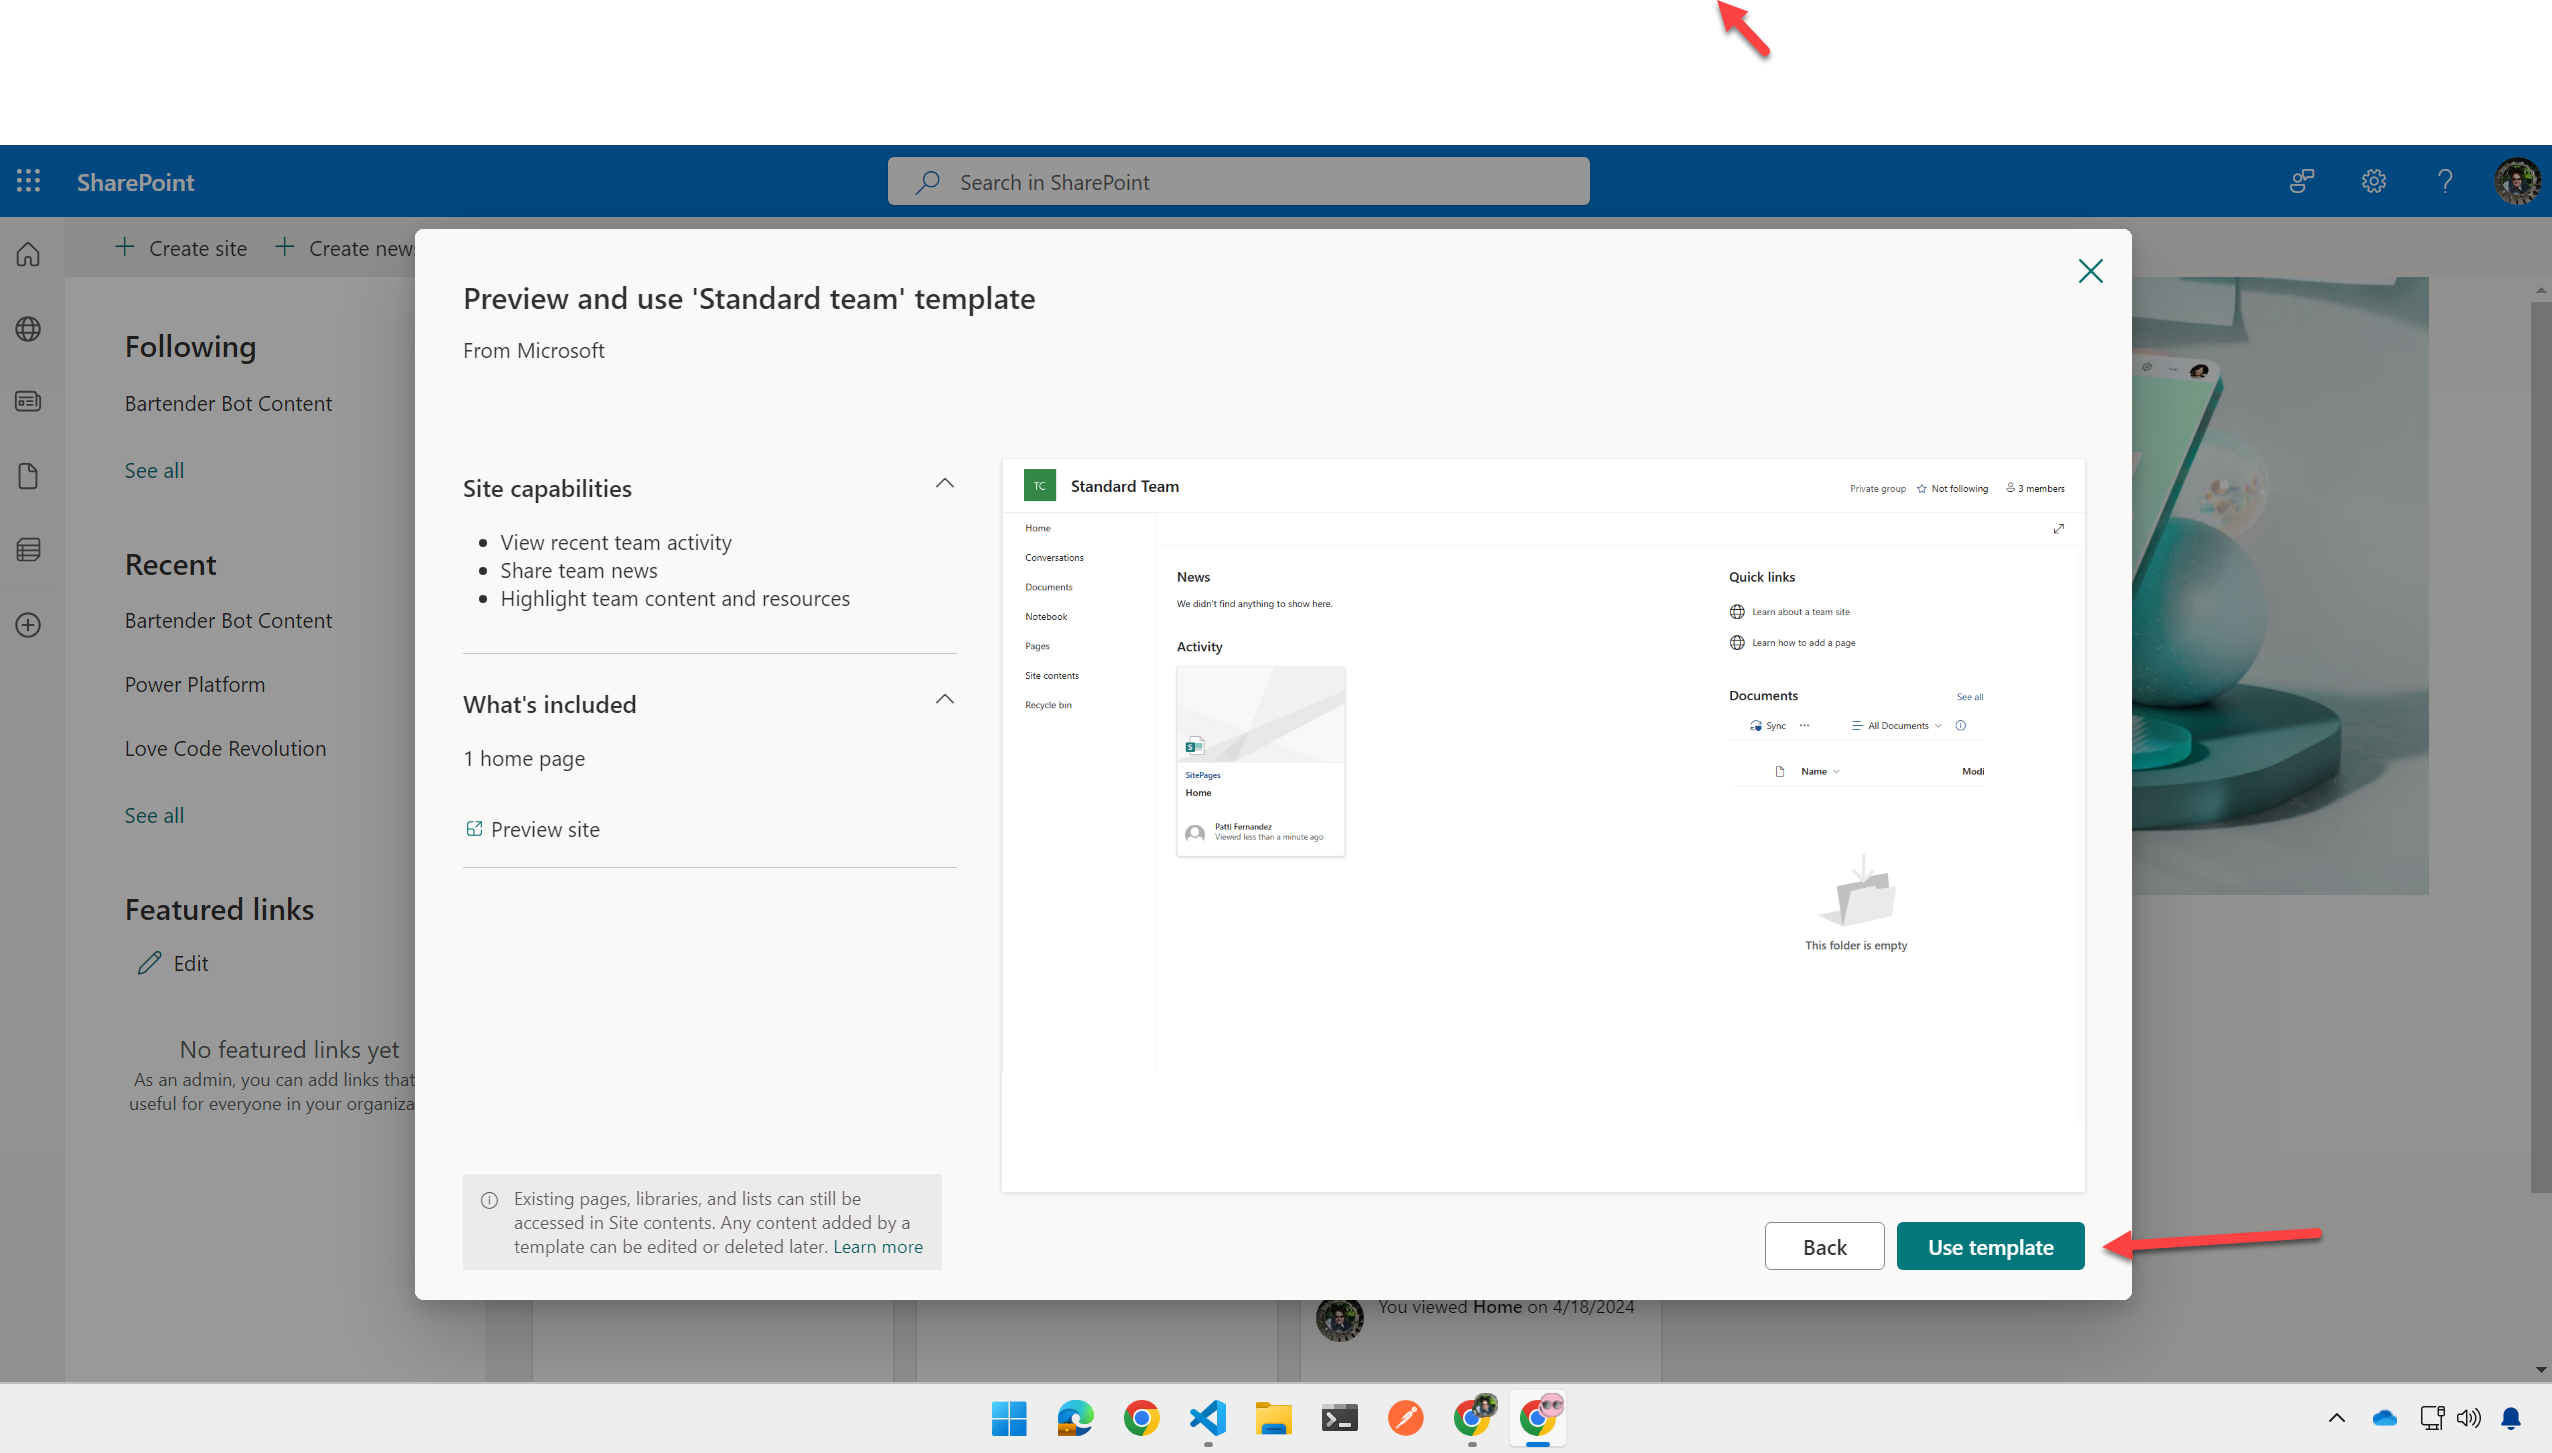 SharePoint
Search in SharePoint
Create site
Create new
Following
Bartender Bot Content
See all
Recent
Bartender Bot Content
Power Platform
Love Code Revolution
See all
Featured links
Edit
No featured links yet
As an admin, you can add links that
useful for everyone in your organiza
Preview and use 'Standard team' template
From Microsoft
Site capabilities
View recent team activity
Share team news
Highlight team content and resources
What's included
1 home page
Preview site
Existing pages, libraries, and lists can still be
accessed in Site contents. Any content added by a
template can be edited or deleted later. Learn more
TC
Standard Team
Private group
Not following
3 members
Home
Conversations
Documents
Notebook
Pages
Site contents
Recycle bin
News
We didn't find anything to show here.
Activity
SitePages
Home
Patti Fernandez
Viewed less than a minute ago
Quick links
Learn about a team site
Learn how to add a page
Documents
See all
Sync
All Documents
Name
Modi
This folder is empty
Back
Use template
You viewed Home on 4/18/2024